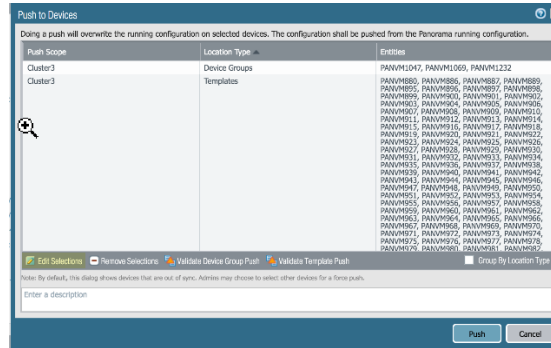 Push to Devices
Doing a push will overwrite the running configuration on selected devices. The configuration shall be pushed from the Panorama running configuration.
Push Scope Location Type Entities
Cluster3 Device Groups PANVM1047, PANVM1069, PANVM1232
Cluster3 Templates PANVM880, PANVM886, PANVM887, PANVM889,
PANVM895, PANVM896, PANVM897, PANVM898,
PANVM899, PANVM900, PANVM901, PANVM902,
PANVM903, PANVM904, PANVM905, PANVM906,
PANVM907, PANVM908, PANVM909, PANVM910,
PANVM911, PANVM912, PANVM913, PANVM914,
PANVM915, PANVM916, PANVM917, PANVM918,
PANVM919, PANVM920, PANVM921, PANVM922,
PANVM923, PANVM924, PANVM925, PANVM926,
PANVM927, PANVM928, PANVM929, PANVM930,
PANVM931, PANVM932, PANVM933, PANVM934,
PANVM935, PANVM936, PANVM937, PANVM938,
PANVM939, PANVM940, PANVM941, PANVM942,
PANVM943, PANVM944, PANVM945, PANVM946,
PANVM947, PANVM948, PANVM949, PANVM950,
PANVM951, PANVM952, PANVM953, PANVM954,
PANVM955, PANVM956, PANVM957, PANVM958,
PANVM959, PANVM960, PANVM961, PANVM962,
PANVM963, PANVM964, PANVM965, PANVM966,
PANVM967, PANVM968, PANVM969, PANVM970,
PANVM971, PANVM972, PANVM973, PANVM974,
PANVM975, PANVM976, PANVM977, PANVM978,
PANVM979, PANVM980, PANVM981, PANVM982,
Edit Selections Remove Selections Validate Device Group Push Validate Template Push Group By Location Type
Note: By default, this dialog shows devices that are out of sync. Admins may choose to select other devices for a force push.
Enter a description
Push Cancel